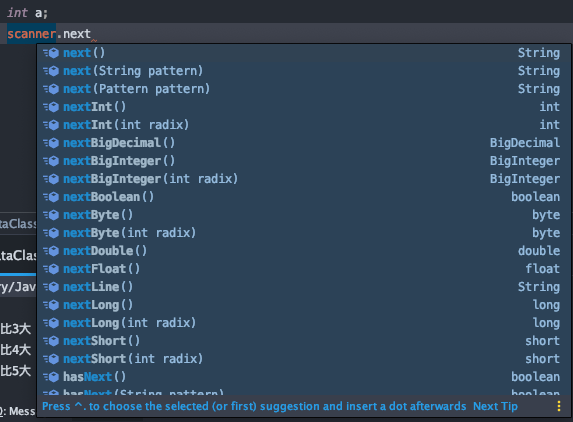 int a;
scanner.next
next() String
next(String pattern) String
next(Pattern pattern) String
nextInt() int
nextInt(int radix) int
nextBigDecimal() BigDecimal
nextBigInteger() BigInteger
nextBigInteger(int radix) BigInteger
nextBoolean() boolean
nextByte() byte
nextByte(int radix) byte
nextDouble() double
nextFloat() float
nextLine() String
nextLong() long
nextLong(int radix) long
nextShort() short
nextShort(int radix) short
hasNext() boolean
hasNext(String pattern) boolean
Press ^. to choose the selected (or first) suggestion and insert a dot afterwards Next Tip
taClass
ataClas
ry/Jav
比3大
比4大
比5大
0: Mess